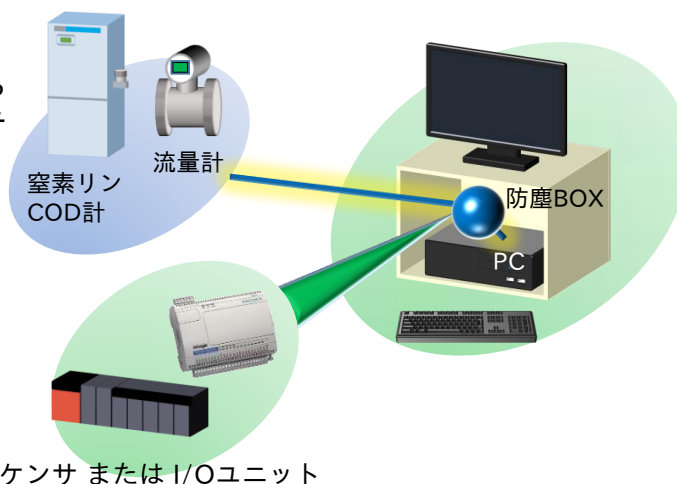 窒素リン
COD計
流量計
防塵BOX
PC
ケンサ または I/Oユニット